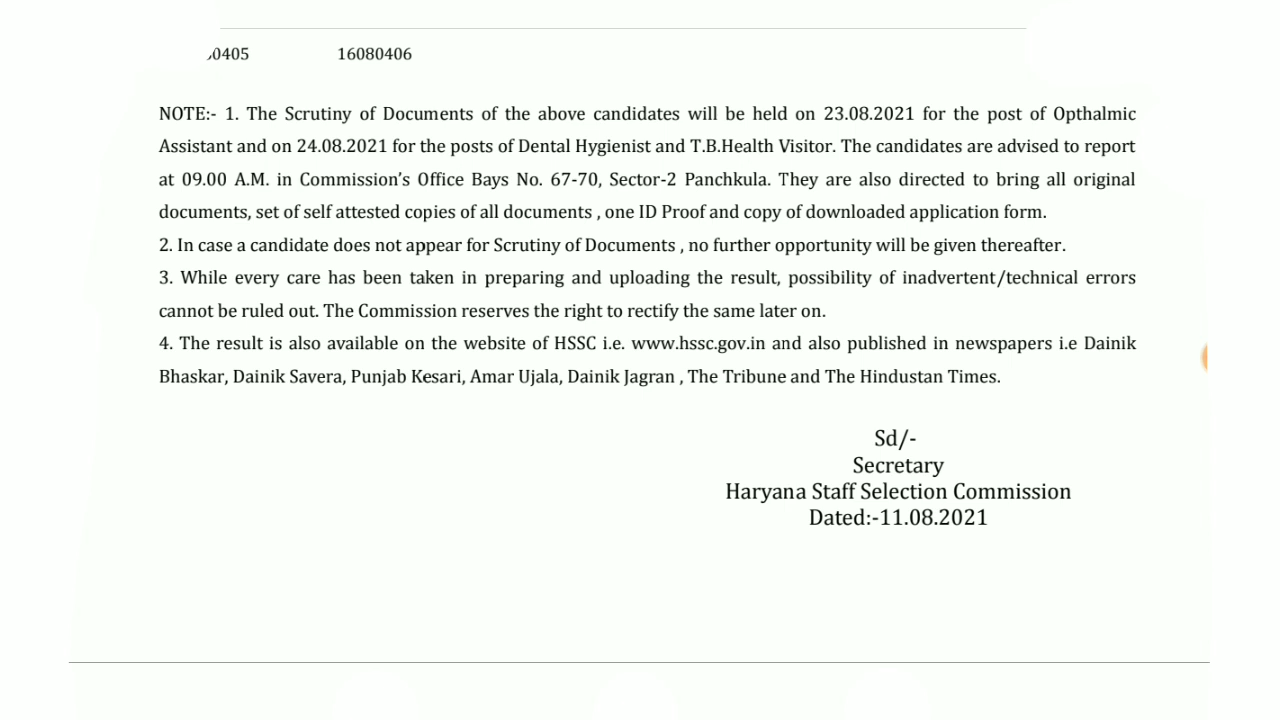 16080406
NOTE:- 1. The Scrutiny of Documents of the above candidates will be held on 23.08.2021 for the post of Opthalmic
Assistant and on 24.08.2021 for the posts of Dental Hygienist and T.B.Health Visitor. The candidates are advised to report
at 09.00 A.M. in Commission’s Office Bays No. 67-70, Sector-2 Panchkula. They are also directed to bring all original
documents, set of self attested copies of all documents , one ID Proof and copy of downloaded application form.
2. In case a candidate does not appear for Scrutiny of Documents , no further opportunity will be given thereafter.
3. While every care has been taken in preparing and uploading the result, possibility of inadvertent/technical errors
cannot be ruled out. The Commission reserves the right to rectify the same later on.
4. The result is also available on the website of HSSC i.e. www.hssc.gov.in and also published in newspapers i.e Dainik
Bhaskar, Dainik Savera, Punjab Kesari, Amar Ujala, Dainik Jagran , The Tribune and The Hindustan Times.
Sd/-
Secretary
Haryana Staff Selection Commission
Dated:-11.08.2021